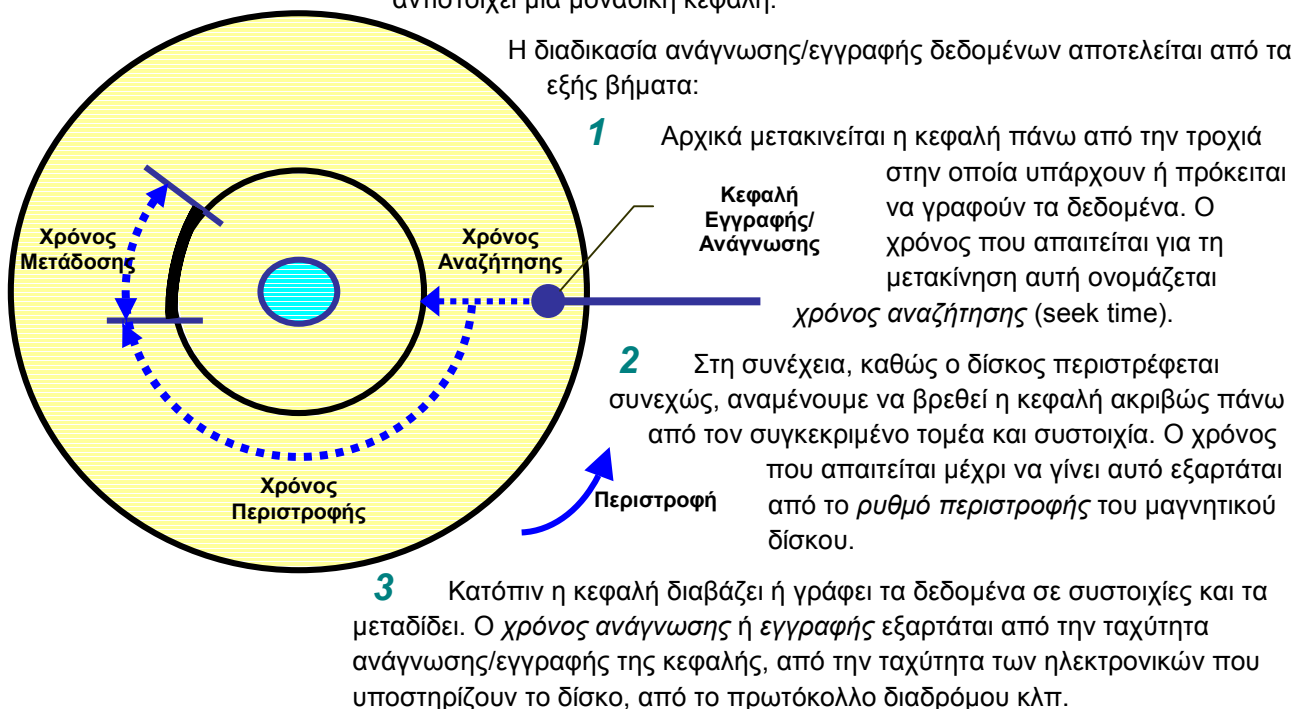 αντιστοιχεί μια μοναδική κεφαλή.
Η διαδικασία ανάγνωσης/εγγραφής δεδομένων αποτελείται από τα
εξής βήματα:
1 Αρχικά μετακινείται η κεφαλή πάνω από την τροχιά
στην οποία υπάρχουν ή πρόκειται
να γραφούν τα δεδομένα. Ο
χρόνος που απαιτείται για τη
μετακίνηση αυτή ονομάζεται
χρόνος αναζήτησης (seek time).
Κεφαλή
Εγγραφής/
Ανάγνωσης
Χρόνος
Μετάδοσης
Χρόνος
Αναζήτησης
2 Στη συνέχεια, καθώς ο δίσκος περιστρέφεται
συνεχώς, αναμένουμε να βρεθεί η κεφαλή ακριβώς πάνω
από τον συγκεκριμένο τομέα και συστοιχία. Ο χρόνος
που απαιτείται μέχρι να γίνει αυτό εξαρτάται
από το ρυθμό περιστροφής του μαγνητικού
δίσκου.
Χρόνος
Περιστροφής
Περιστροφή
3 Κατόπιν η κεφαλή διαβάζει ή γράφει τα δεδομένα σε συστοιχίες και τα
μεταδίδει. Ο χρόνος ανάγνωσης ή εγγραφής εξαρτάται από την ταχύτητα
ανάγνωσης/εγγραφής της κεφαλής, από την ταχύτητα των ηλεκτρονικών που
υποστηρίζουν το δίσκο, από το πρωτόκολλο διαδρόμου κλπ.